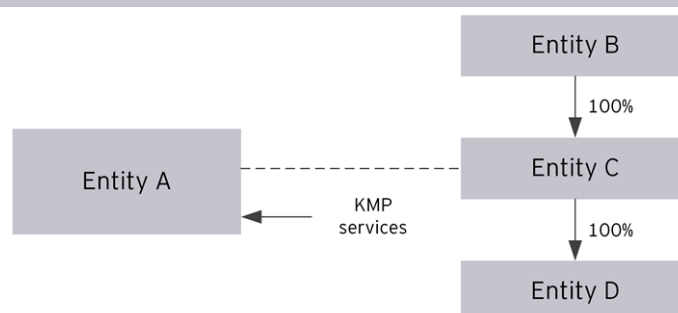 Entity B
100%
Entity A
Entity C
KMP
services
100%
Entity D